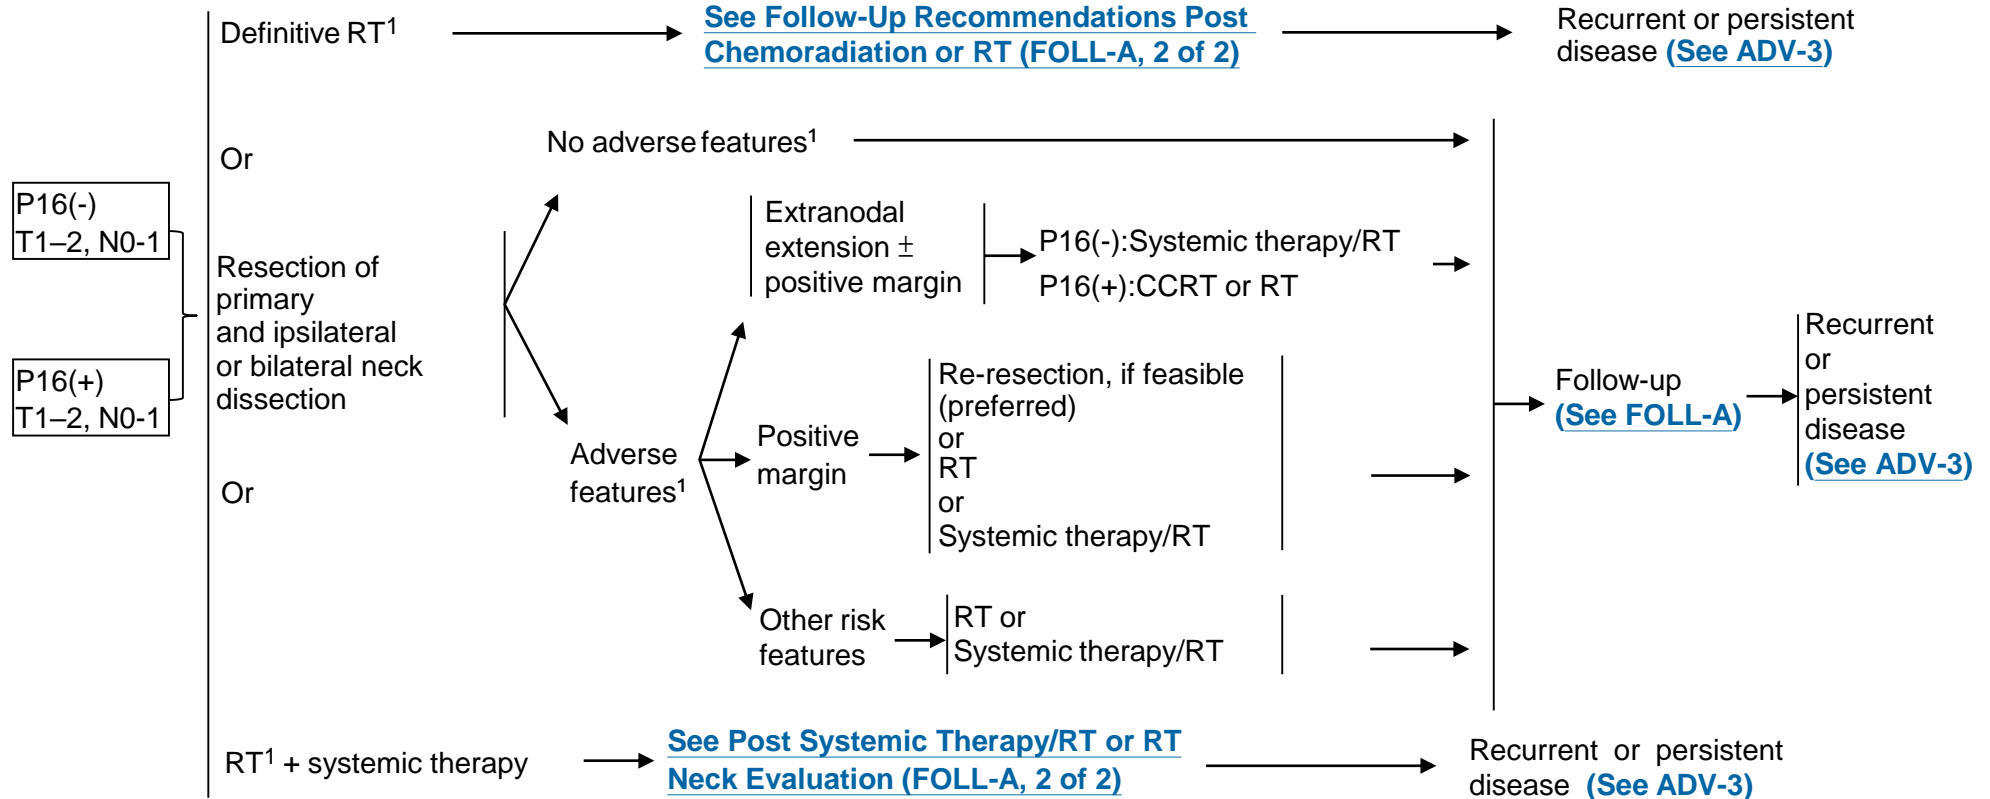 Definitive RT¹
See Follow-Up Recommendations Post
Chemoradiation or RT (FOLL-A, 2 of 2)
Recurrent or persistent
disease (See ADV-3)
Or
P16(-)
T1–2, N0-1
P16(+)
T1–2, N0-1
Resection of
primary
and ipsilateral
or bilateral neck
dissection
No adverse features¹
Adverse
features¹
Extranodal
extension ±
positive margin
P16(-):Systemic therapy/RT
P16(+):CCRT or RT
Positive
margin
Re-resection, if feasible
(preferred)
or
RT
or
Systemic therapy/RT
Other risk
features
RT or
Systemic therapy/RT
Follow-up
(See FOLL-A)
Recurrent
or
persistent
disease
(See ADV-3)
Or
RT¹ + systemic therapy
See Post Systemic Therapy/RT or RT
Neck Evaluation (FOLL-A, 2 of 2)
Recurrent or persistent
disease (See ADV-3)